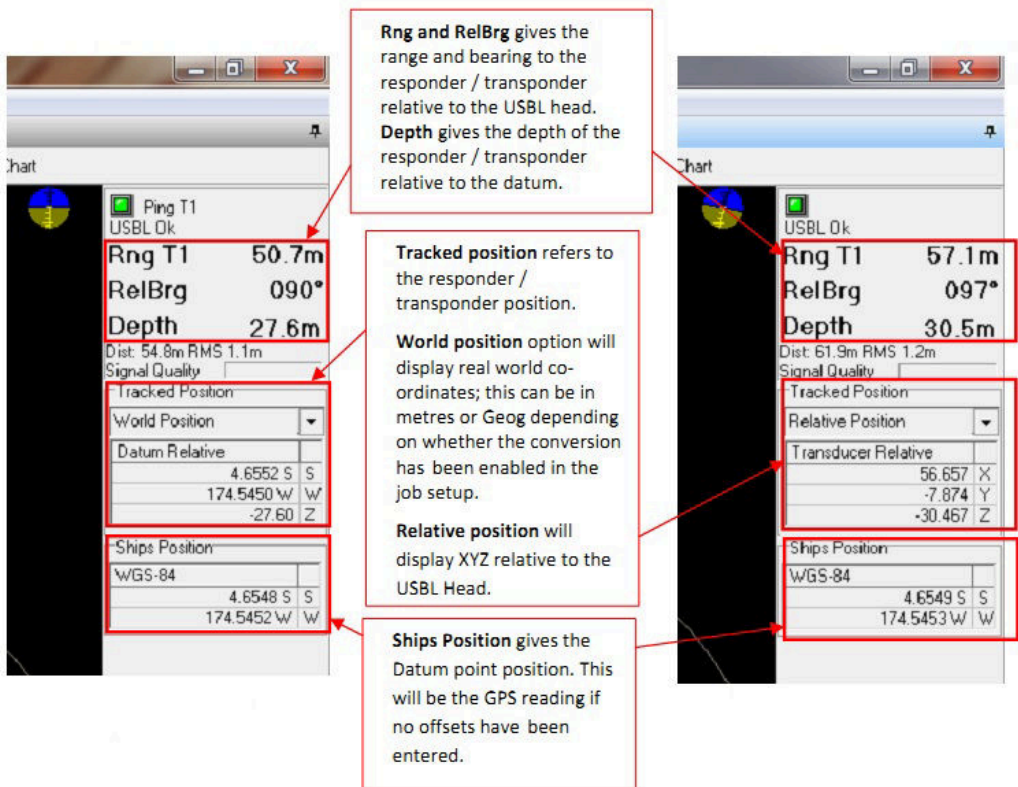 Rng and RelBrg gives the
range and bearing to the
responder / transponder
relative to the USBL head.
Depth gives the depth of the
responder / transponder
relative to the datum.
Chart
Ping T1
USBL Ok
Rng T1 50.7m
RelBrg 090°
Depth 27.6m
Dist: 54.8m RMS 1.1m
Signal Quality
Tracked Position
World Position
Datum Relative
4.6552 S S
174.5450 W W
-27.60 Z
Ships Position
WGS-84
4.6548 S S
174.5452 W W
Tracked position refers to
the responder /
transponder position.
World position option will
display real world co-
ordinates; this can be in
metres or Geog depending
on whether the conversion
has been enabled in the
job setup.
Relative position will
display XYZ relative to the
USBL Head.
Ships Position gives the
Datum point position. This
will be the GPS reading if
no offsets have been
entered.
Chart
USBL Ok
Rng T1 57.1m
RelBrg 097°
Depth 30.5m
Dist: 61.9m RMS 1.2m
Signal Quality
Tracked Position
Relative Position
Transducer Relative
56.657 X
-7.874 Y
-30.467 Z
Ships Position
WGS-84
4.6549 S S
174.5453 W W